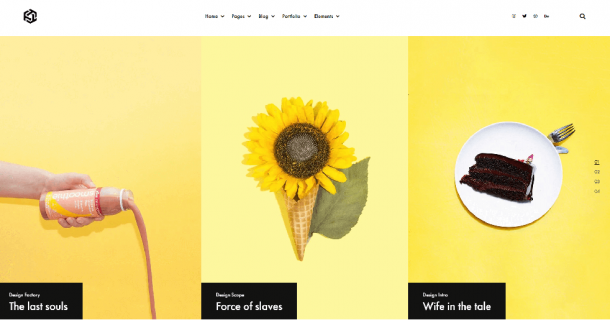 Home Pages Blog Portfolio Elements
01
02
03
04
Design Factory
The last souls
Design Scope
Force of slaves
Design Intro
Wife in the tale